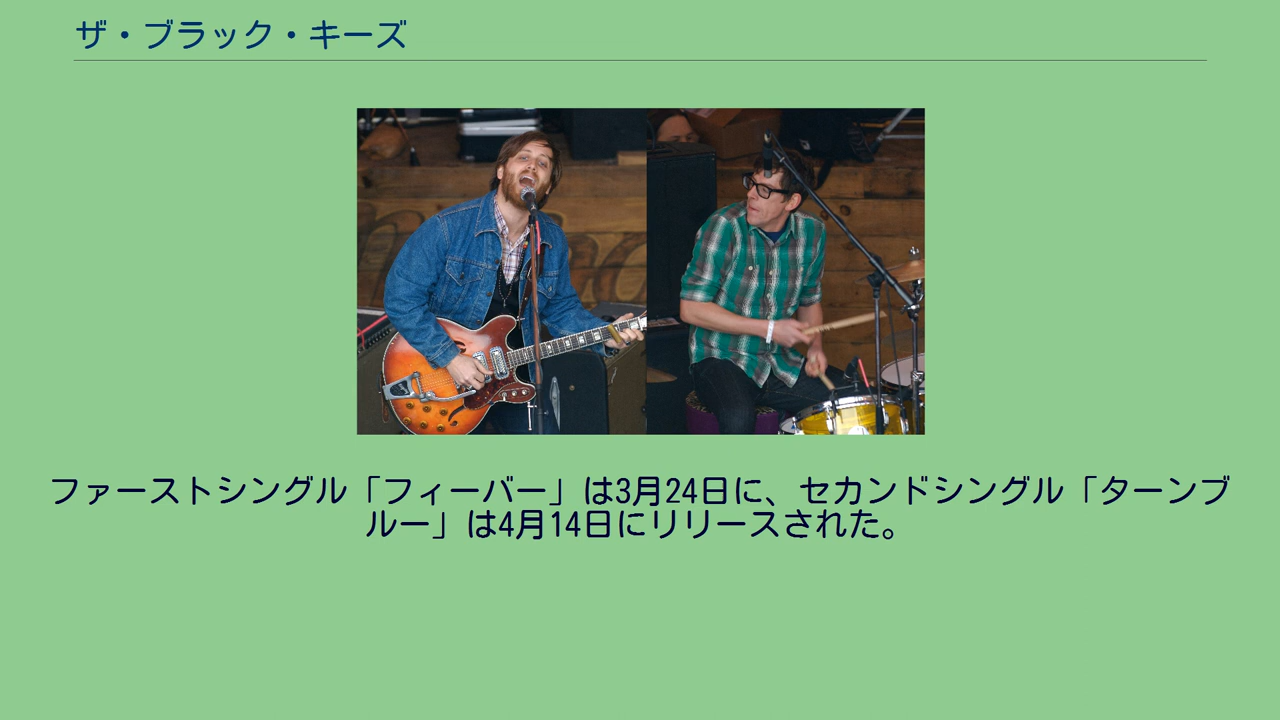 ザ・ブラック・キーズ
ファーストシングル「フィーバー」は3月24日に、セカンドシングル「ターンブ
ルー」は4月14日にリリースされた。